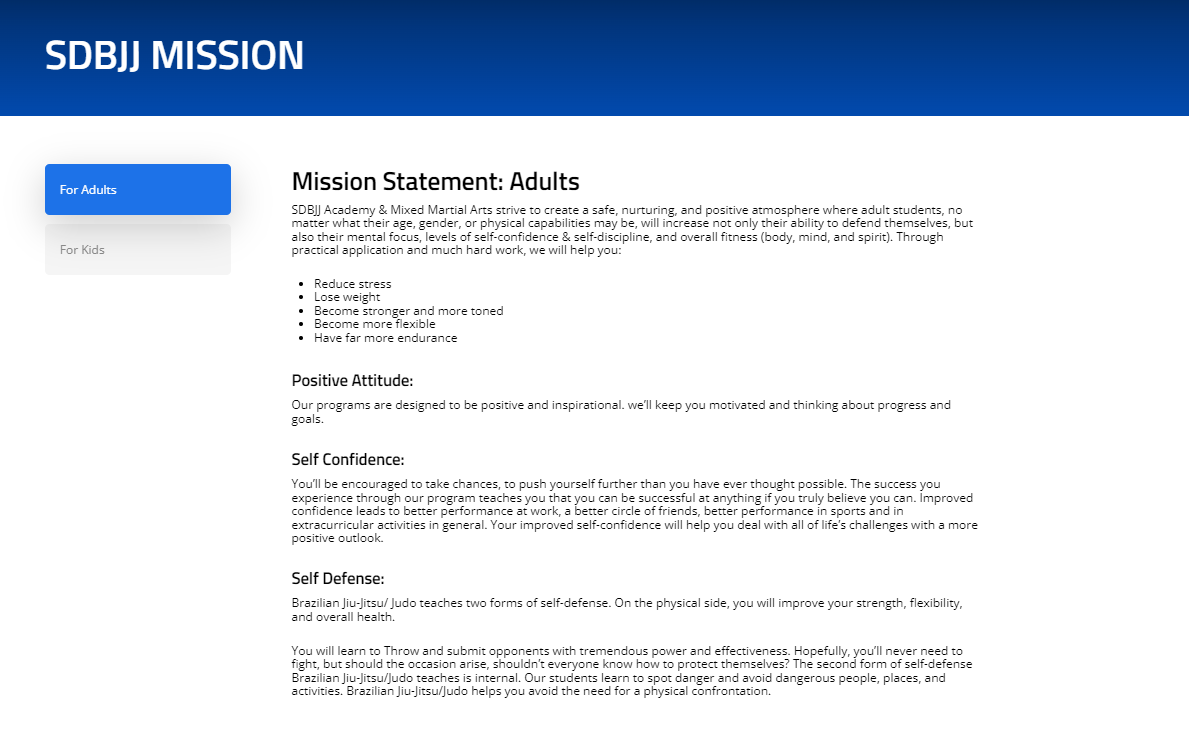 SDBJJ MISSION
For Adults
For Kids
Mission Statement: Adults
SDBJJ Academy & Mixed Martial Arts strive to create a safe, nurturing, and positive atmosphere where adult students, no
matter what their age, gender, or physical capabilities may be, will increase not only their ability to defend themselves, but
also their mental focus, levels of self-confidence & self-discipline, and overall fitness (body, mind, and spirit). Through
practical application and much hard work, we will help you:
• Reduce stress
• Lose weight
• Become stronger and more toned
• Become more flexible
• Have far more endurance
Positive Attitude:
Our programs are designed to be positive and inspirational. we’ll keep you motivated and thinking about progress and
goals.
Self Confidence:
You’ll be encouraged to take chances, to push yourself further than you have ever thought possible. The success you
experience through our program teaches you that you can be successful at anything if you truly believe you can. Improved
confidence leads to better performance at work, a better circle of friends, better performance in sports and in
extracurricular activities in general. Your improved self-confidence will help you deal with all of life’s challenges with a more
positive outlook.
Self Defense:
Brazilian Jiu-Jitsu/ Judo teaches two forms of self-defense. On the physical side, you will improve your strength, flexibility,
and overall health.
You will learn to Throw and submit opponents with tremendous power and effectiveness. Hopefully, you’ll never need to
fight, but should the occasion arise, shouldn’t everyone know how to protect themselves? The second form of self-defense
Brazilian Jiu-Jitsu/Judo teaches is internal. Our students learn to spot danger and avoid dangerous people, places, and
activities. Brazilian Jiu-Jitsu/Judo helps you avoid the need for a physical confrontation.